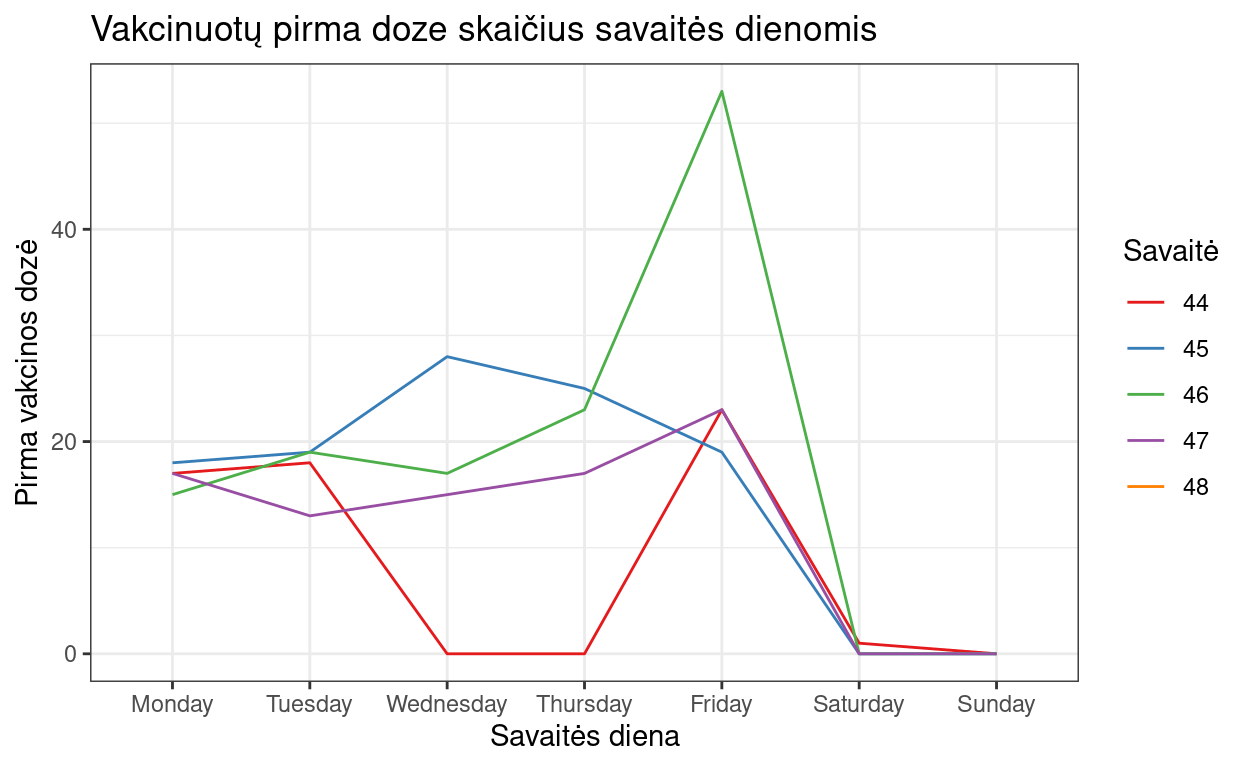 Vakcinuotų pirma doze skaičius savaitės dienomis
Pirma vakcinos dozė
40
20
0
Monday Tuesday Wednesday Thursday Friday Saturday Sunday
Savaitės diena
Savaitė
44
45
46
47
48